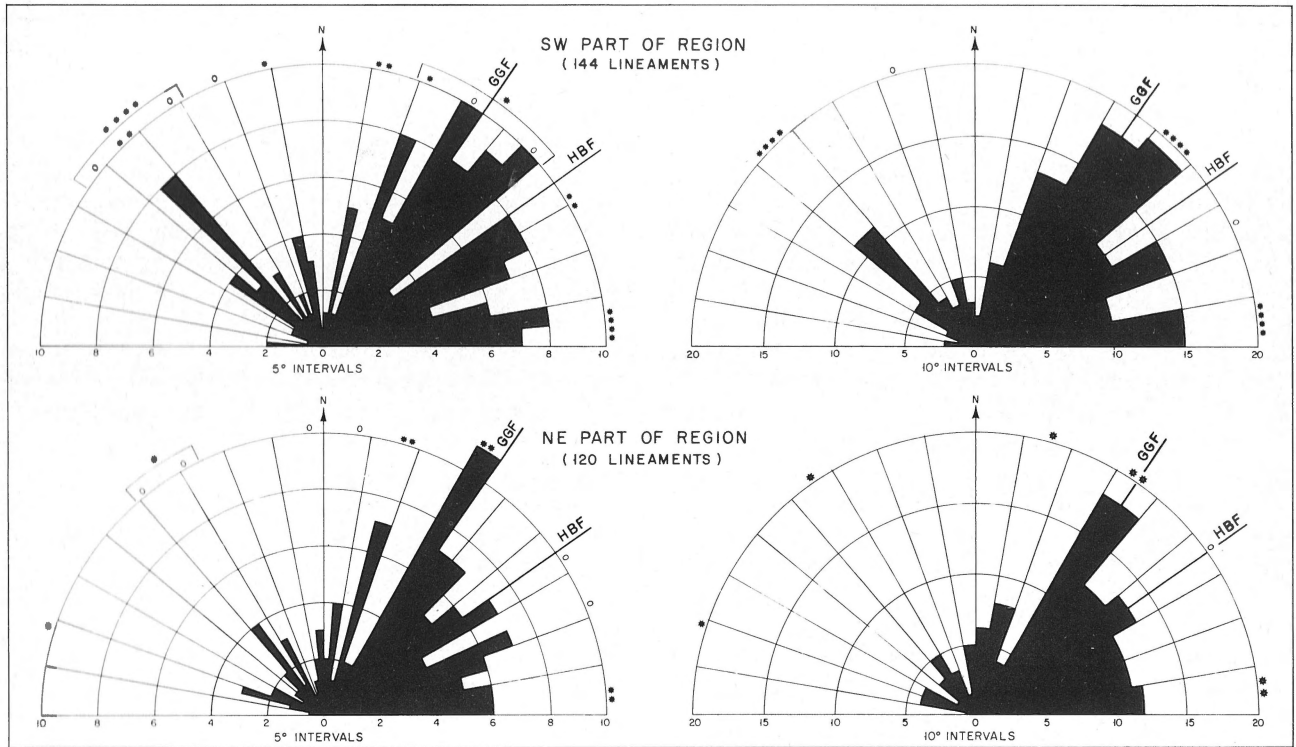 SW PART OF REGION
(144 LINEAMENTS)
N
GGF
HBF
10 8 6 4 2 0 2 4 6 8 10
5° INTERVALS
N
GGF
HBF
20 15 10 5 0 5 10 15 20
10° INTERVALS
NE PART OF REGION
(120 LINEAMENTS)
N
GGF
HBF
10 8 6 4 2 0 2 4 6 8 10
5° INTERVALS
N
GGF
HBF
20 15 10 5 0 5 10 15 20
10° INTERVALS